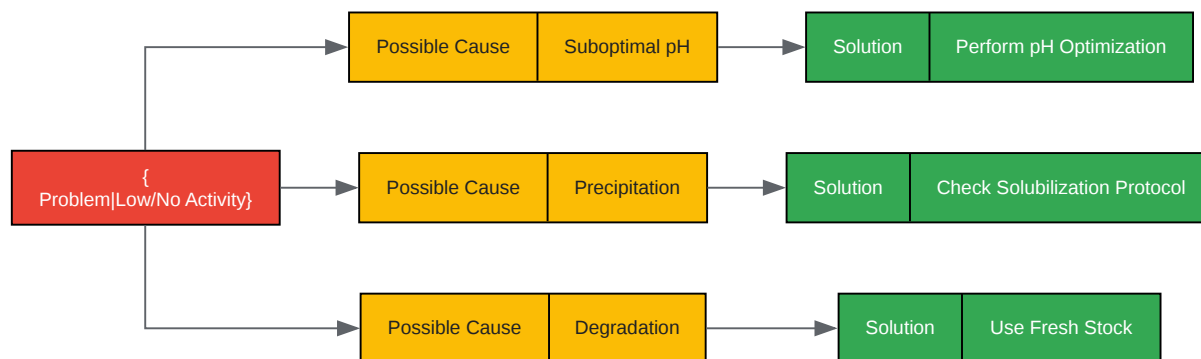 Possible Cause Suboptimal pH Solution Perform pH Optimization
{
Problem|Low/No Activity}
Possible Cause Precipitation Solution Check Solubilization Protocol
Possible Cause Degradation Solution Use Fresh Stock